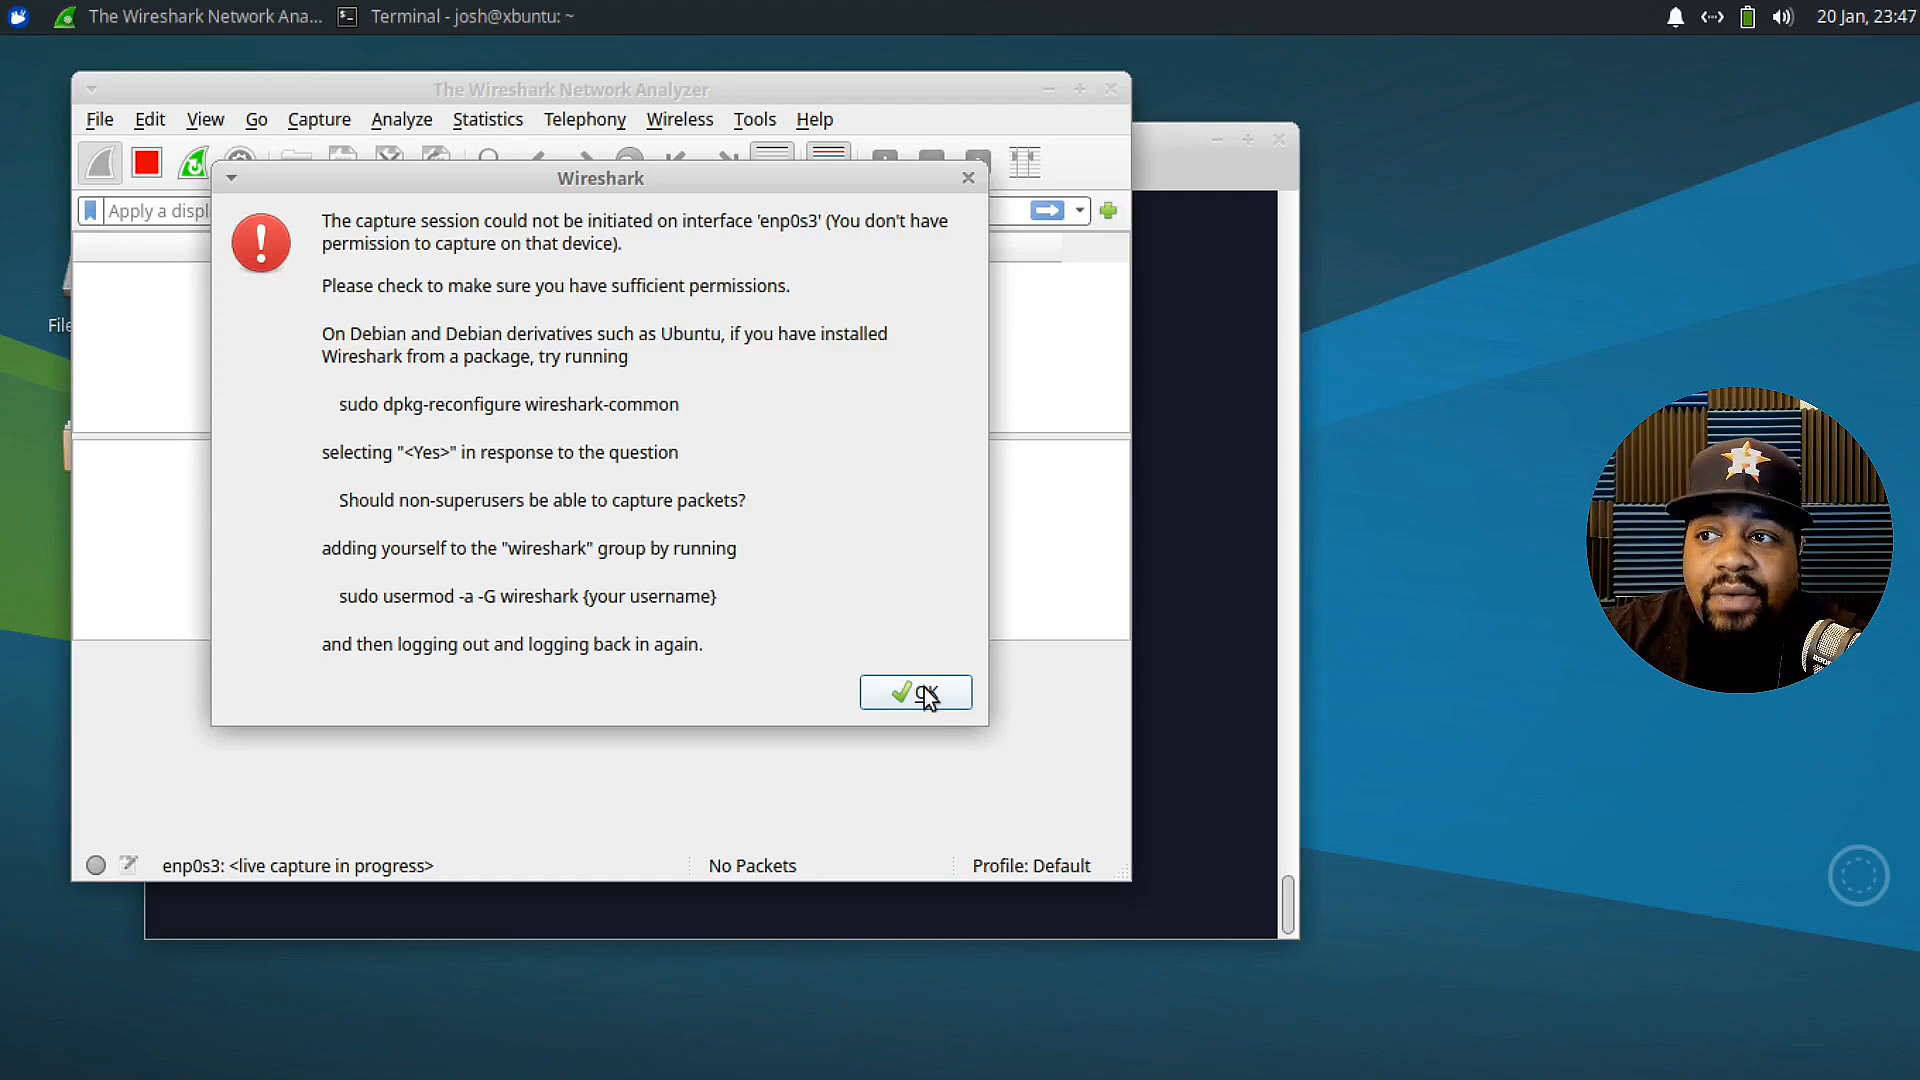 The Wireshark Network Ana...
Terminal - josh@xbuntu: ~
20 Jan, 23:47
The Wireshark Network Analyzer
File Edit View Go Capture Analyze Statistics Telephony Wireless Tools Help
Wireshark
Apply a displ
The capture session could not be initiated on interface 'enp0s3' (You don't have
permission to capture on that device).
Please check to make sure you have sufficient permissions.
On Debian and Debian derivatives such as Ubuntu, if you have installed
Wireshark from a package, try running
sudo dpkg-reconfigure wireshark-common
selecting "<Yes>" in response to the question
Should non-superusers be able to capture packets?
adding yourself to the "wireshark" group by running
sudo usermod -a -G wireshark {your username}
and then logging out and logging back in again.
OK
File
enp0s3: <live capture in progress>
No Packets
Profile: Default